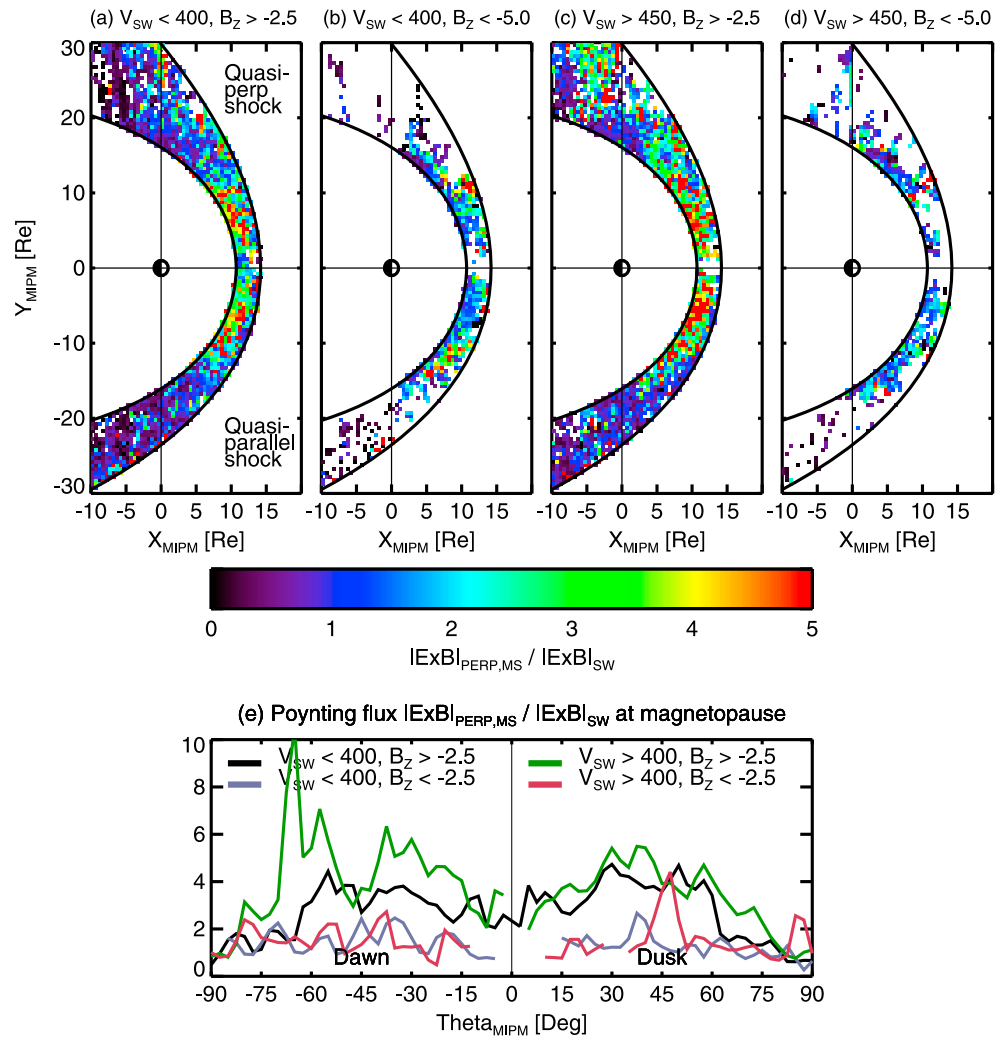 (a) V_SW < 400, B_Z > -2.5
(b) V_SW < 400, B_Z < -5.0
(c) V_SW > 450, B_Z > -2.5
(d) V_SW > 450, B_Z < -5.0
30
20
10
0
-10
-20
-30
Y_MIPM [Re]
Quasi-
perp
shock
Quasi-
parallel
shock
-10 -5 0 5 10 15
-10 -5 0 5 10 15
-10 -5 0 5 10 15
-10 -5 0 5 10 15
X_MIPM [Re]
X_MIPM [Re]
X_MIPM [Re]
X_MIPM [Re]
0 1 2 3 4 5
|ExB|_PERP,MS / |ExB|_SW
(e) Poynting flux |ExB|_PERP,MS / |ExB|_SW at magnetopause
10
8
6
4
2
0
V_SW < 400, B_Z > -2.5
V_SW < 400, B_Z < -2.5
V_SW > 400, B_Z > -2.5
V_SW > 400, B_Z < -2.5
Dawn
Dusk
-90 -75 -60 -45 -30 -15 0 15 30 45 60 75 90
Theta_MIPM [Deg]